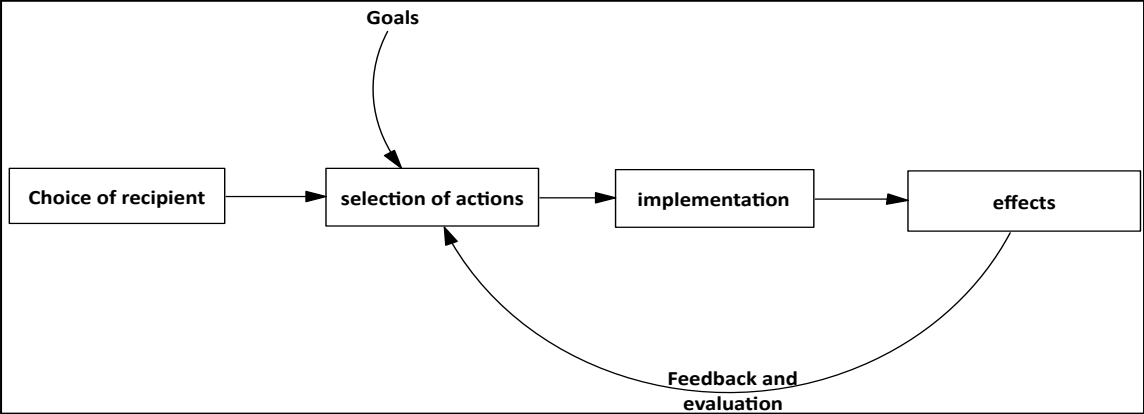 Goals
Choice of recipient
selection of actions
implementation
effects
Feedback and
evaluation